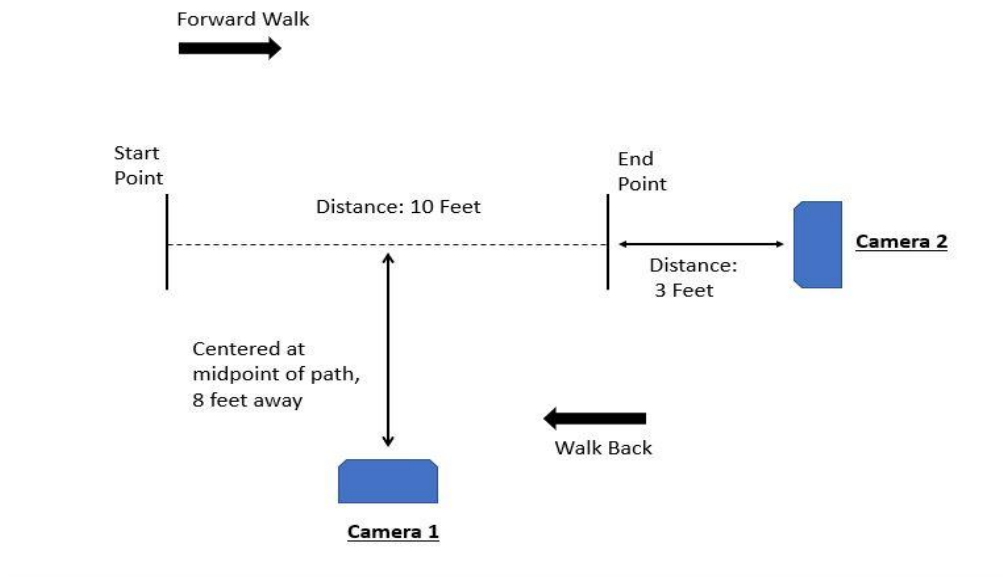 Forward Walk
Start
Point
End
Point
Distance: 10 Feet
Camera 2
Distance:
3 Feet
Centered at
midpoint of path,
8 feet away
Walk Back
Camera 1